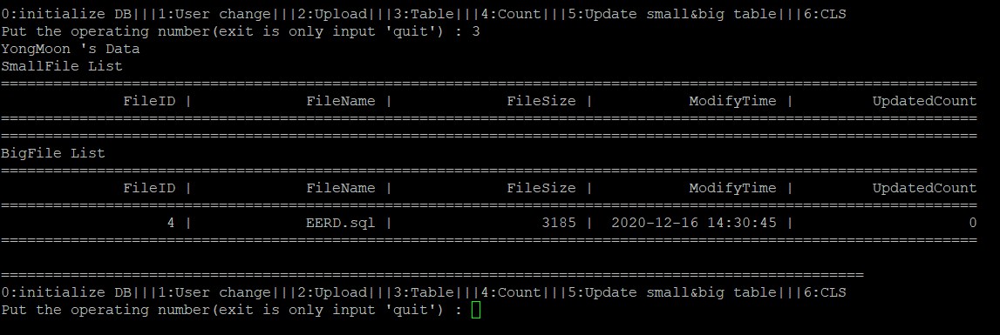 0:initialize DB|||1:User change|||2:Upload|||3:Table|||4:Count|||5:Update small&big table|||6:CLS
Put the operating number(exit is only input 'quit') : 3
YongMoon 's Data
SmallFile List
================================================================================================================
FileID | FileName | FileSize | ModifyTime | UpdatedCount
================================================================================================================
================================================================================================================
BigFile List
================================================================================================================
FileID | FileName | FileSize | ModifyTime | UpdatedCount
================================================================================================================
4 | EERD.sql | 3185 | 2020-12-16 14:30:45 | 0
================================================================================================================
===================================================================================================
0:initialize DB|||1:User change|||2:Upload|||3:Table|||4:Count|||5:Update small&big table|||6:CLS
Put the operating number(exit is only input 'quit') :